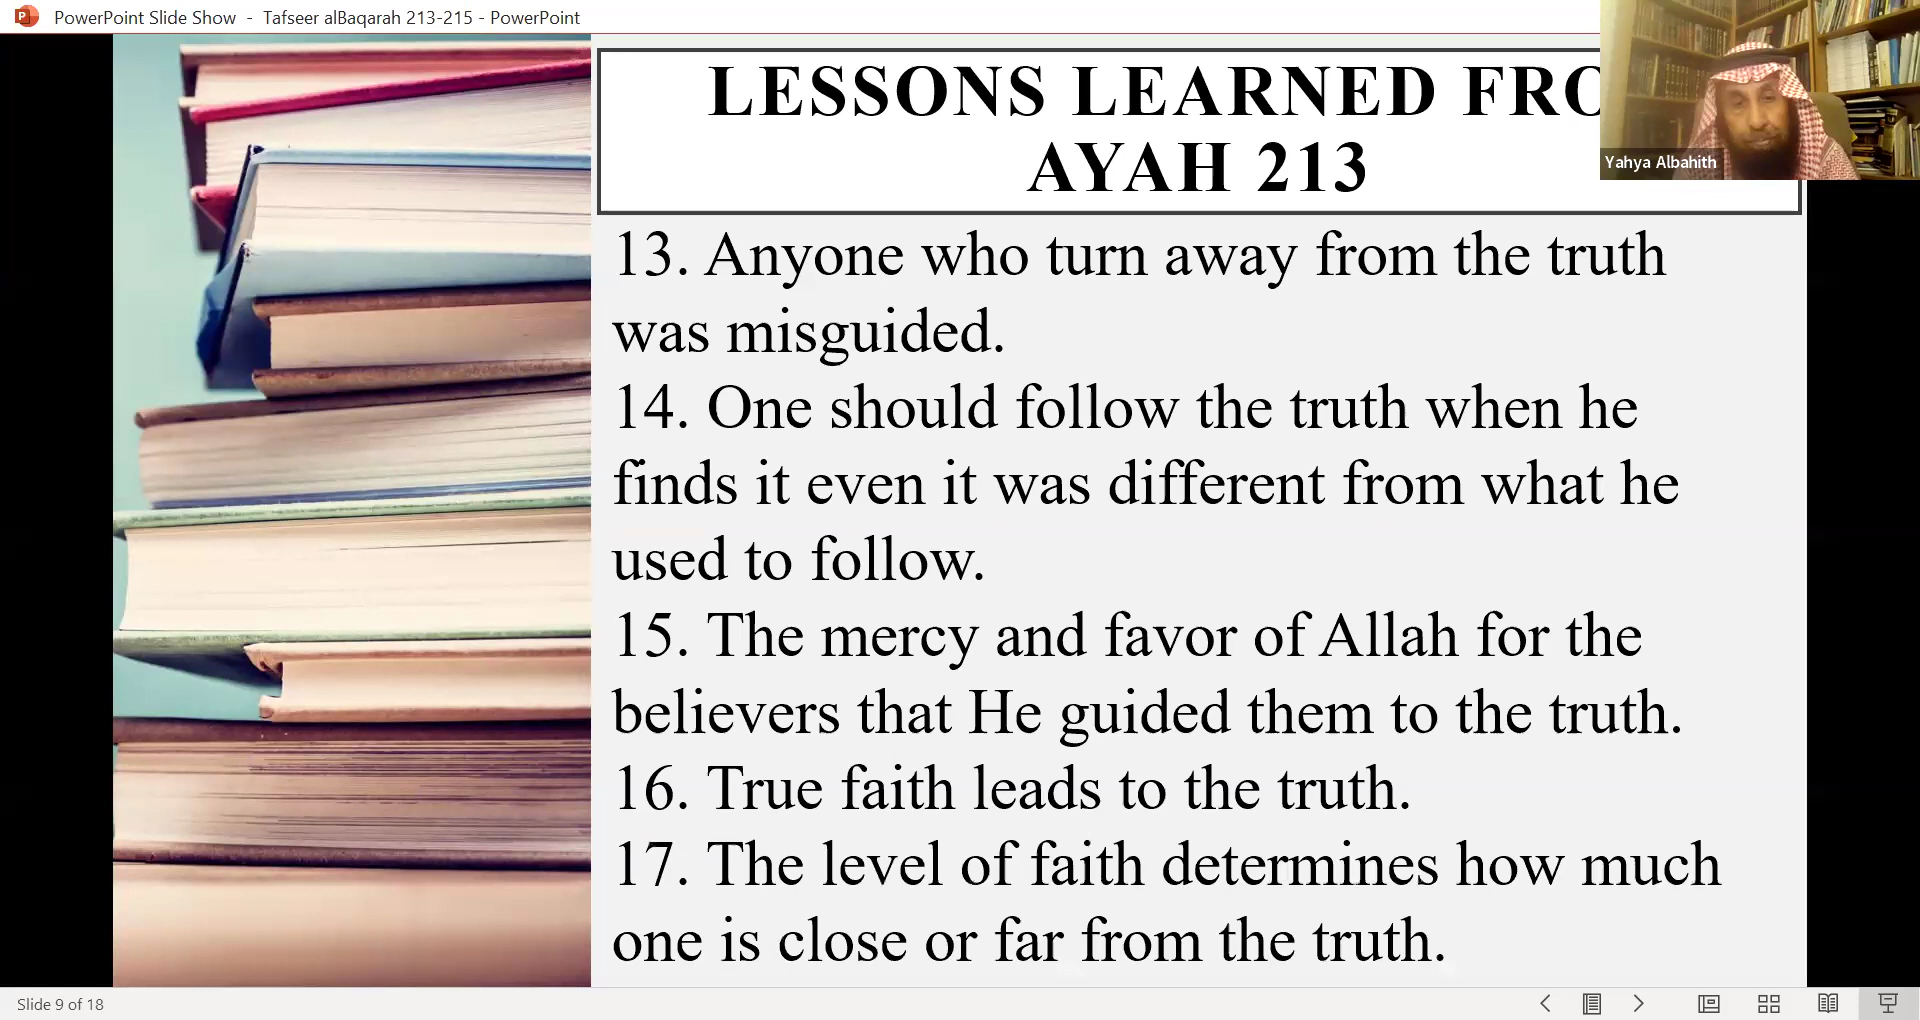 PowerPoint Slide Show - Tafseer alBaqarah 213-215 - PowerPoint
LESSONS LEARNED FRO
AYAH 213
Yahya Albahith
13. Anyone who turn away from the truth
was misguided.
14. One should follow the truth when he
finds it even it was different from what he
used to follow.
15. The mercy and favor of Allah for the
believers that He guided them to the truth.
16. True faith leads to the truth.
17. The level of faith determines how much
one is close or far from the truth.
Slide 9 of 18